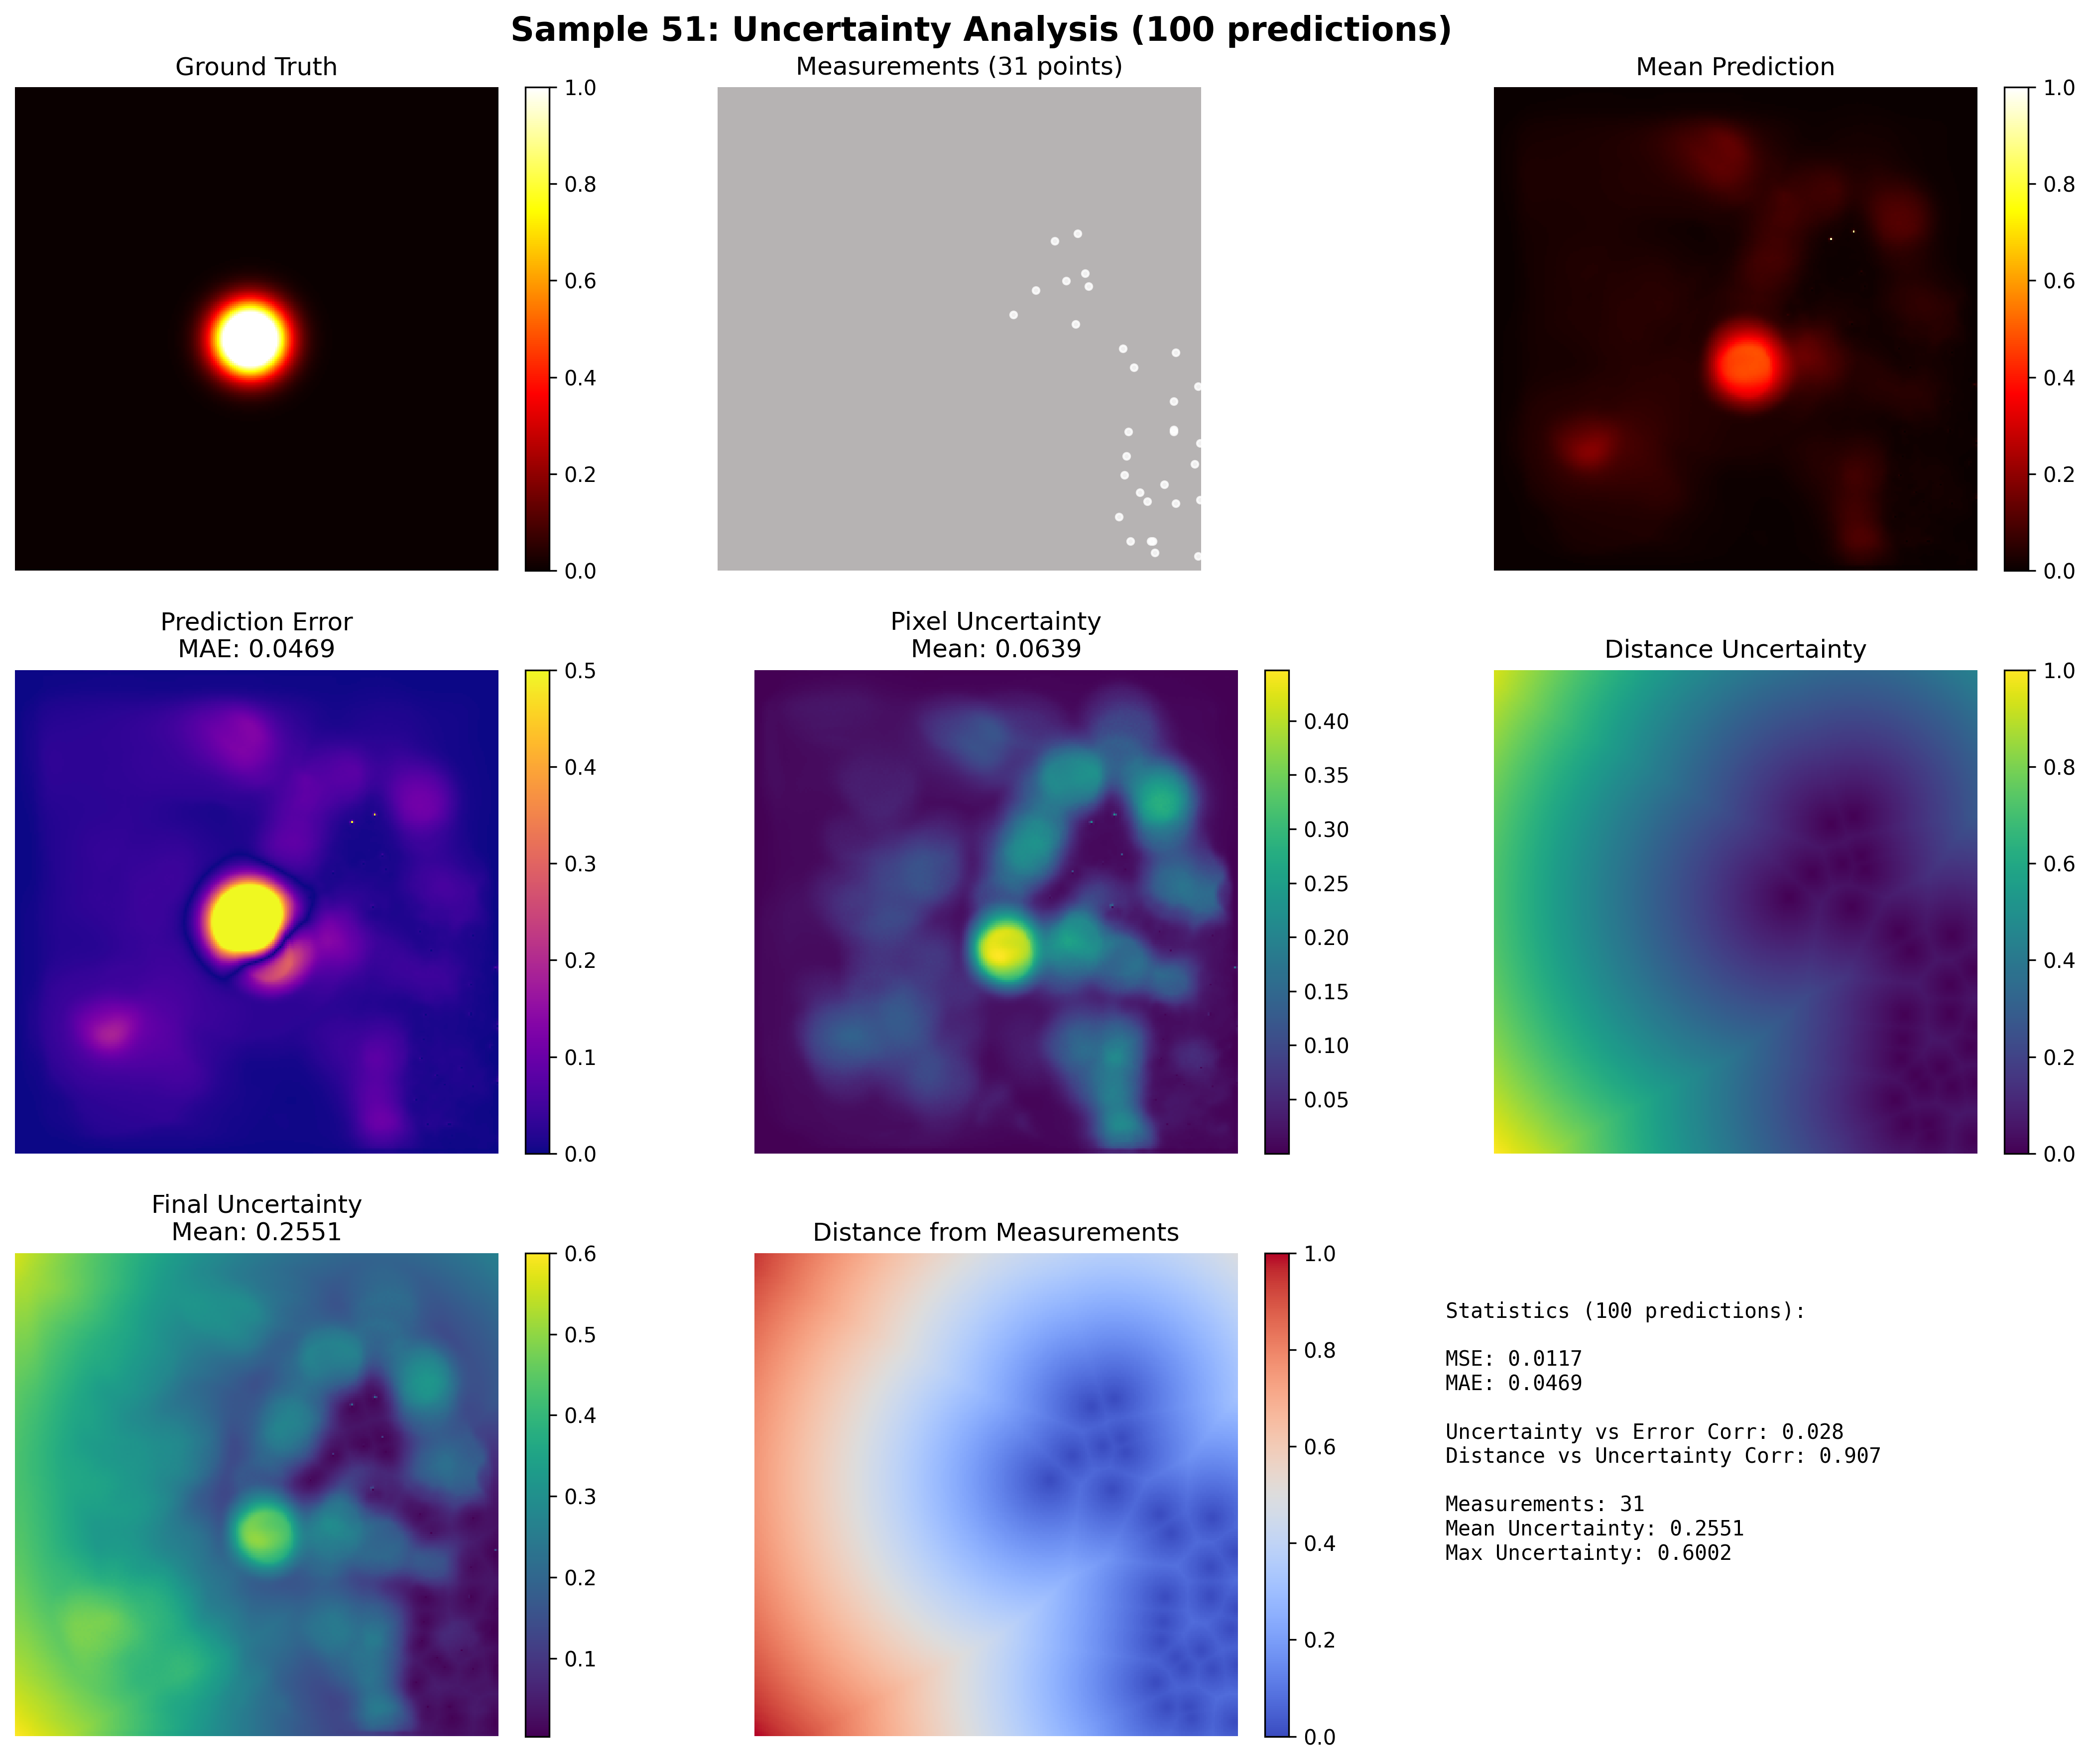 Sample 51: Uncertainty Analysis (100 predictions)
Ground Truth
1.0
0.8
0.6
0.4
0.2
0.0
Measurements (31 points)
Mean Prediction
1.0
0.8
0.6
0.4
0.2
0.0
Prediction Error
MAE: 0.0469
0.5
0.4
0.3
0.2
0.1
0.0
Pixel Uncertainty
Mean: 0.0639
0.40
0.35
0.30
0.25
0.20
0.15
0.10
0.05
Distance Uncertainty
1.0
0.8
0.6
0.4
0.2
0.0
Final Uncertainty
Mean: 0.2551
0.6
0.5
0.4
0.3
0.2
0.1
Distance from Measurements
1.0
0.8
0.6
0.4
0.2
0.0
Statistics (100 predictions):
MSE: 0.0117
MAE: 0.0469
Uncertainty vs Error Corr: 0.028
Distance vs Uncertainty Corr: 0.907
Measurements: 31
Mean Uncertainty: 0.2551
Max Uncertainty: 0.6002